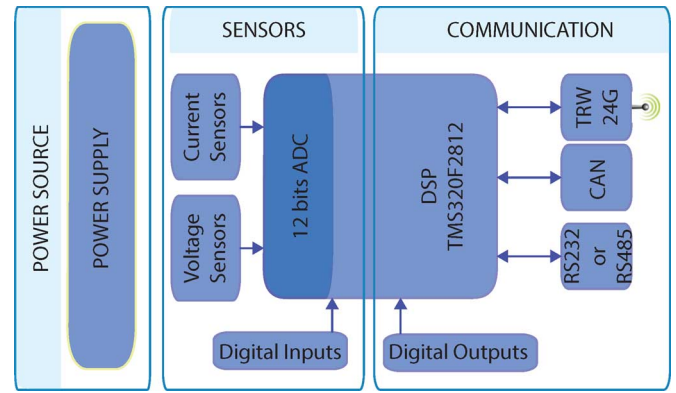 POWER SOURCE
POWER SUPPLY
SENSORS
Current
Sensors
Voltage
Sensors
12 bits ADC
Digital Inputs
COMMUNICATION
DSP
TMS320F2812
TRW
24G
CAN
RS232
or
RS485
Digital Outputs